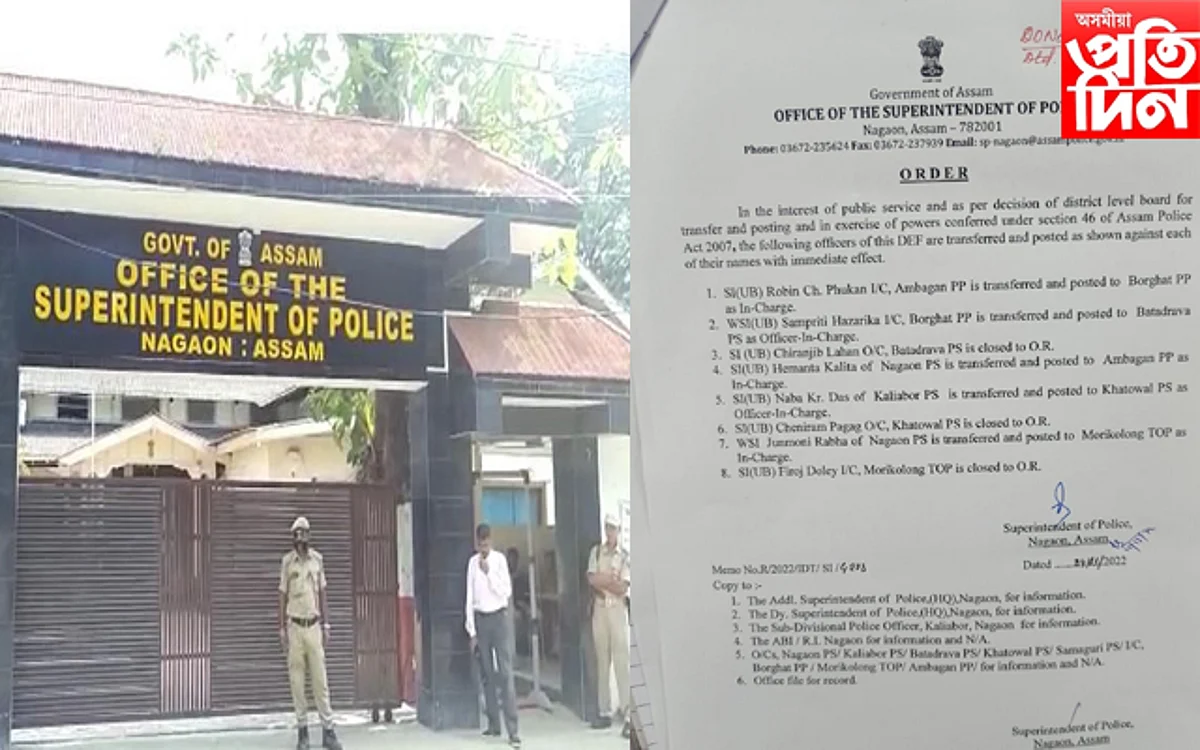 GOVT. OF ASSAM
OFFICE OF THE
SUPERINTENDENT OF POLICE
NAGAON : ASSAM
অসমীয়া
প্ৰতি
দিন
Government of Assam
OFFICE OF THE SUPERINTENDENT OF
Nagaon, Assam – 782001
Phone: 03672-235624 Fax: 03672-237939 Email:
ORDER
In the interest of public service and as per decision of district level board for
transfer and posting and in exercise of powers conferred under section 46 of Assam Police
Act 2007, the following officers of this DEF are transferred and posted as shown against each
of their names with immediate effect.
1. SI(UB) Robin Ch. Phukan I/C, Ambagan PP is transferred and posted to Borghat PP
as In-Charge.
2. WSI(UB) Sampriti Hazarika I/C, Borghat PP is transferred and posted to Batadrava
PS as Officer-In-Charge.
3. SI (UB) Chiranjib Lahan O/C, Batadrava PS is closed to O.R.
4. SI(UB) Hemanta Kalita of Nagaon PS is transferred and posted to Ambagan PP as
In-Charge.
5. SI(UB) Naba Kr. Das of Kaliabor PS is transferred and posted to Khatowal PS as
Officer-In-Charge.
6. SI(UB) Cheniram Pagag O/C, Khatowal PS is closed to O.R.
7. WSI Junmoni Rabha of Nagaon PS is transferred and posted to Morikolong TOP as
In-Charge.
8. SI(UB) Firoj Doley I/C, Morikolong TOP is closed to O.R.
Superintendent of Police,
Nagaon, Assam
Memo No.R/2022/IDT/ SI /
Dated 2022
Copy to :-
1. The Addl. Superintendent of Police,(HQ),Nagaon, for information.
2. The Dy. Superintendent of Police,(HQ),Nagaon, for information.
3. The Sub-Divisional Police Officer, Kaliabor, Nagaon for information.
4. The ABI / R.I. Nagaon for information and N/A.
5. O/Cs, Nagaon PS/ Kaliabor PS/ Batadrava PS/ Khatowal PS/ Samaguri PS/ I/C,
Borghat PP / Morikolong TOP/ Ambagan PP/ for information and N/A.
6. Office file for record.
Superintendent of Police,
Nagaon, Assam